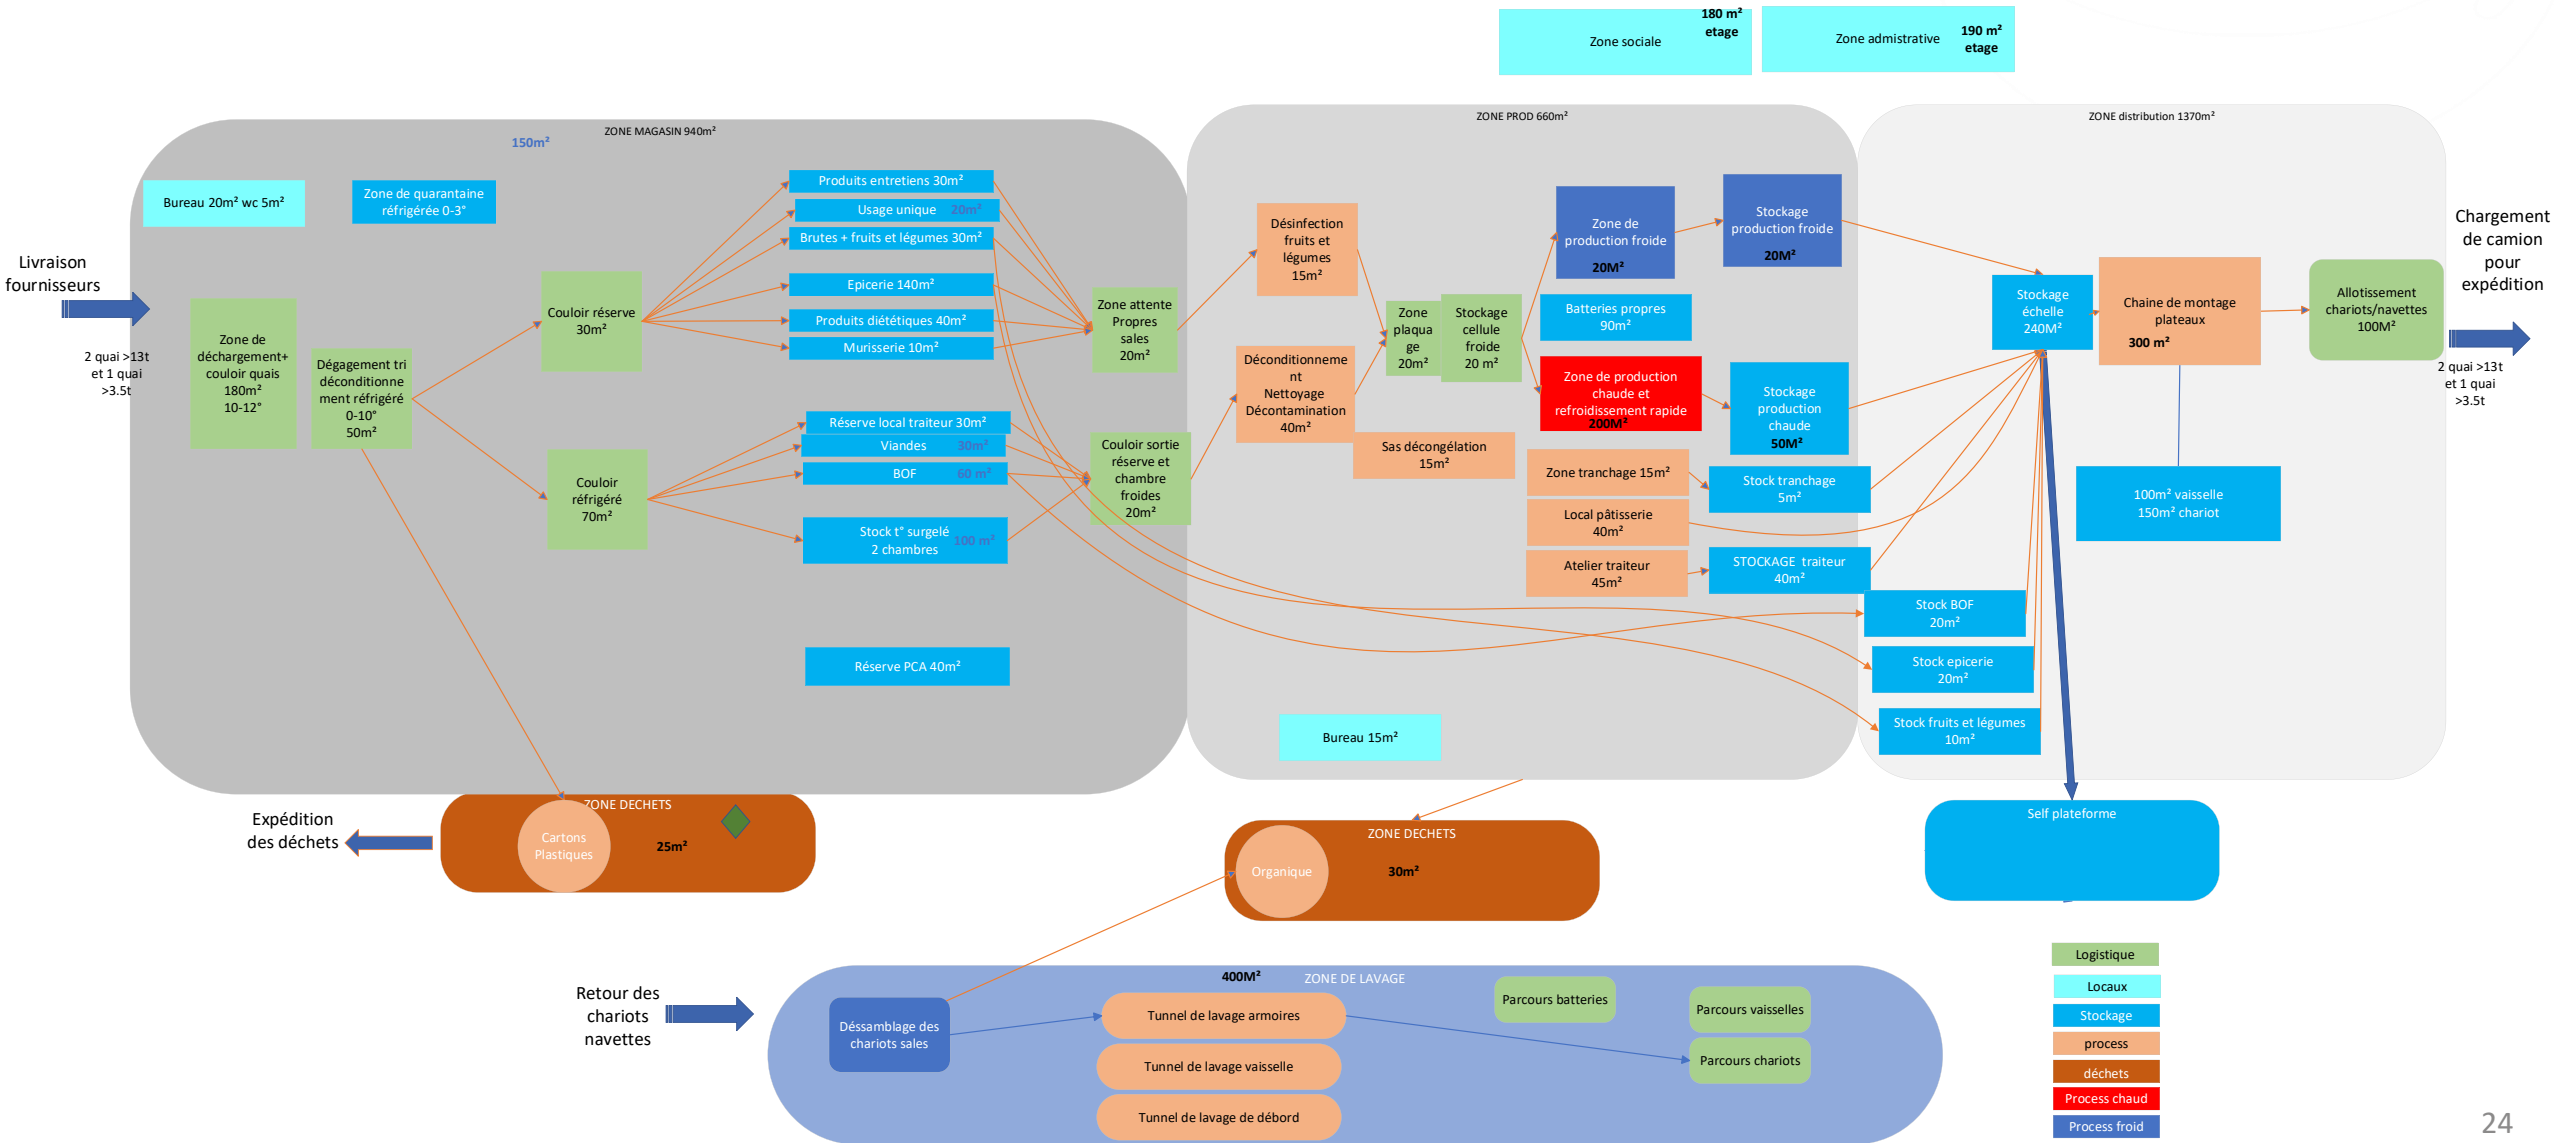 Zone sociale
180 m²
etage
Zone admistrative
190 m²
etage
Livraison
fournisseurs
2 quai >13t
et 1 quai
>3.5t
ZONE MAGASIN 940m²
150m²
Bureau 20m² wc 5m²
Zone de quarantaine
réfrigérée 0-3°
Zone de
déchargement+
couloir quais
180m²
10-12°
Dégagement tri
déconditionne
ment réfrigéré
0-10°
50m²
Couloir réserve
30m²
Couloir
réfrigéré
70m²
Produits entretiens 30m²
Usage unique 20m²
Brutes + fruits et légumes 30m²
Epicerie 140m²
Produits diététiques 40m²
Murisserie 10m²
Réserve local traiteur 30m²
Viandes 30m²
BOF 60 m²
Stock t° surgelé
2 chambres
100 m²
Réserve PCA 40m²
Zone attente
Propres
sales
20m²
Couloir sortie
réserve et
chambre
froides
20m²
ZONE PROD 660m²
Désinfection
fruits et
légumes
15m²
Déconditionneme
nt
Nettoyage
Décontamination
40m²
Zone
plaqua
ge
20m²
Stockage
cellule
froide
20 m²
Sas décongélation
15m²
Zone de
production froide
20M²
Stockage
production froide
20M²
Batteries propres
90m²
Zone de production
chaude et
refroidissement rapide
200M²
Stockage
production
chaude
50M²
Zone tranchage 15m²
Stock tranchage
5m²
Local pâtisserie
40m²
Atelier traiteur
45m²
STOCKAGE traiteur
40m²
Bureau 15m²
ZONE distribution 1370m²
Stockage
échelle
240M²
Chaine de montage
plateaux
300 m²
Allotissement
chariots/navettes
100M²
100m² vaisselle
150m² chariot
Stock BOF
20m²
Stock epicerie
20m²
Stock fruits et légumes
10m²
Chargement
de camion
pour
expédition
2 quai >13t
et 1 quai
>3.5t
Expédition
des déchets
ZONE DECHETS
Cartons
Plastiques
25m²
ZONE DECHETS
Organique
30m²
Self plateforme
Retour des
chariots
navettes
400M²
ZONE DE LAVAGE
Déssamblage des
chariots sales
Tunnel de lavage armoires
Tunnel de lavage vaisselle
Tunnel de lavage de débord
Parcours batteries
Parcours vaisselles
Parcours chariots
Logistique
Locaux
Stockage
process
déchets
Process chaud
Process froid
24